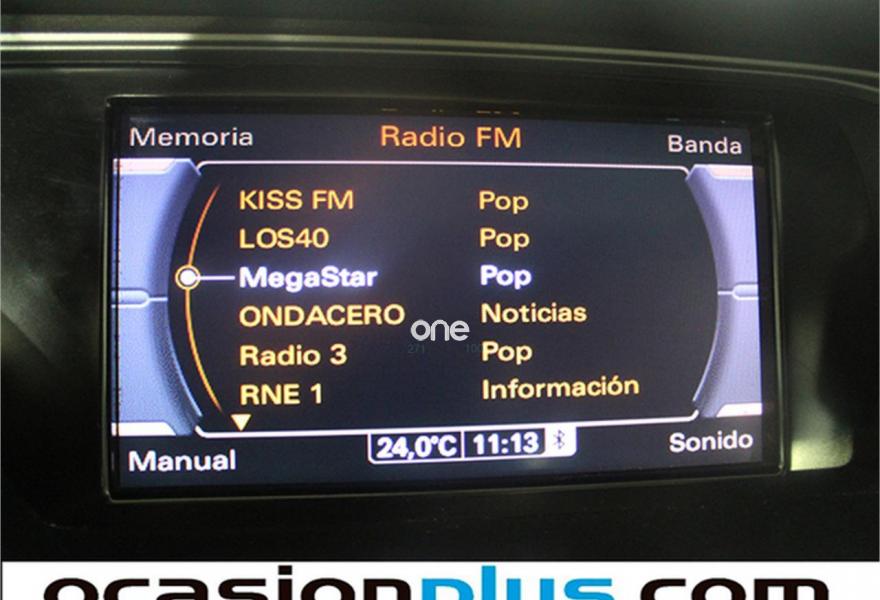 Memoria Radio FM Banda
KISS FM Pop
LOS40 Pop
MegaStar Pop
ONDACERO Noticias
one
Radio 3 Pop
RNE 1 Información
Manual 24,0°C 11:13 Sonido
ocasionplus.com